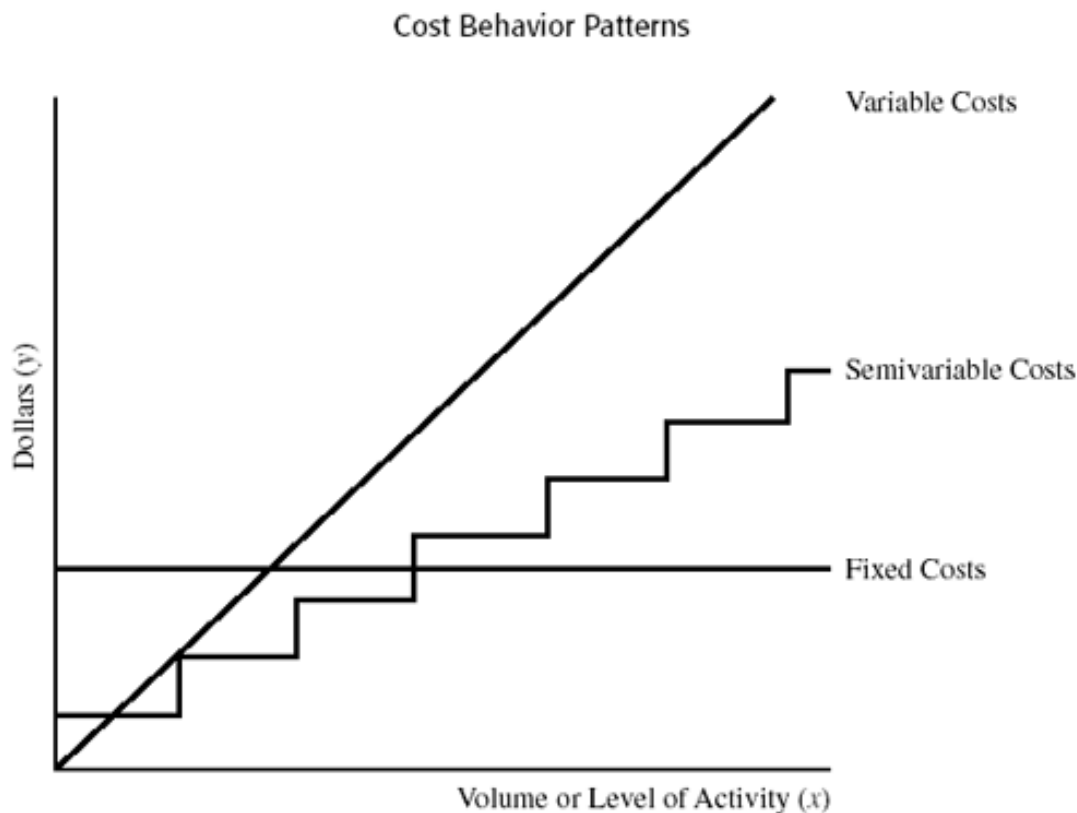 Cost Behavior Patterns
Variable Costs
Semivariable Costs
Dollars (y)
Fixed Costs
Volume or Level of Activity (x)